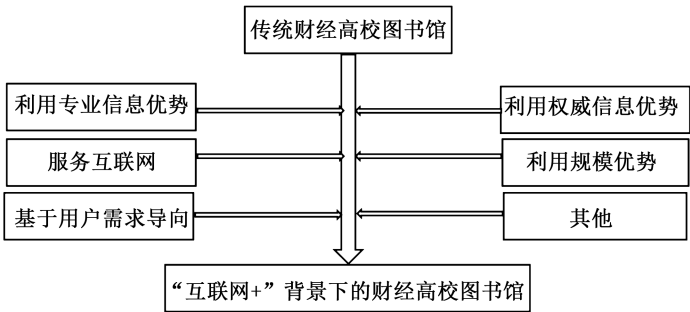 传统财经高校图书馆
利用专业信息优势
利用权威信息优势
服务互联网
利用规模优势
基于用户需求导向
其他
“互联网+”背景下的财经高校图书馆